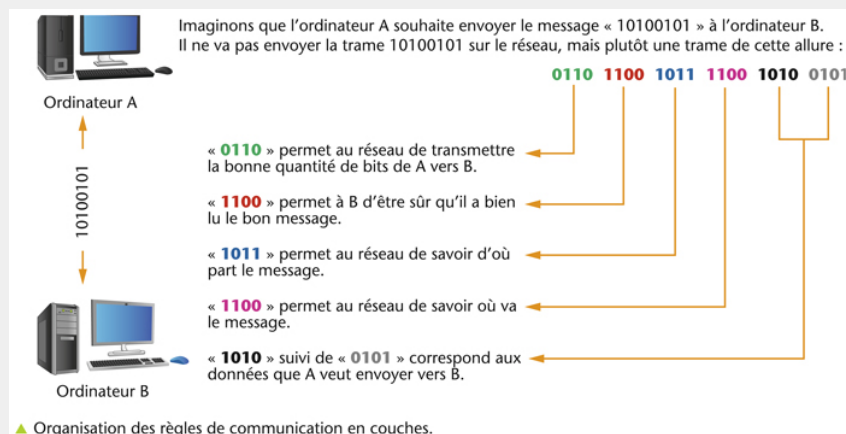 Imaginons que l'ordinateur A souhaite envoyer le message « 10100101 » à l'ordinateur B.
Il ne va pas envoyer la trame 10100101 sur le réseau, mais plutôt une trame de cette allure :
0110 1100 1011 1100 1010 0101
Ordinateur A
10100101
« 0110 » permet au réseau de transmettre
la bonne quantité de bits de A vers B.
« 1100 » permet à B d'être sûr qu'il a bien
lu le bon message.
« 1011 » permet au réseau de savoir d'où
part le message.
« 1100 » permet au réseau de savoir où va
le message.
« 1010 » suivi de « 0101 » correspond aux
données que A veut envoyer vers B.
Ordinateur B
▲ Organisation des règles de communication en couches.